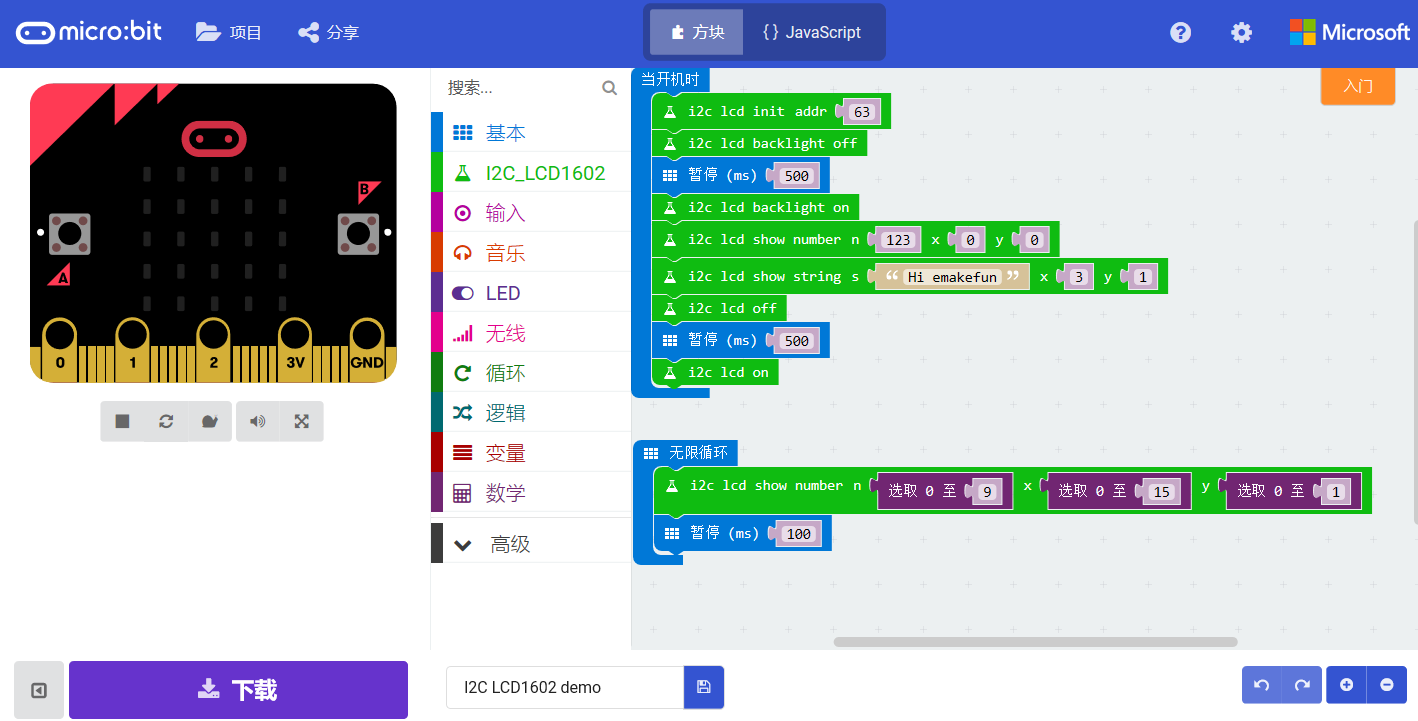 micro:bit 项目 分享 方块 {} JavaScript Microsoft
搜索...
基本
I2C_LCD1602
输入
音乐
LED
无线
循环
逻辑
变量
数学
高级
B
A
0 1 2 3V GND
入门
当开机时
i2c lcd init addr 63
i2c lcd backlight off
暂停 (ms) 500
i2c lcd backlight on
i2c lcd show number n 123 x 0 y 0
i2c lcd show string s “ Hi emakefun ” x 3 y 1
i2c lcd off
暂停 (ms) 500
i2c lcd on
无限循环
i2c lcd show number n 选取 0 至 9 x 选取 0 至 15 y 选取 0 至 1
暂停 (ms) 100
下载
I2C LCD1602 demo